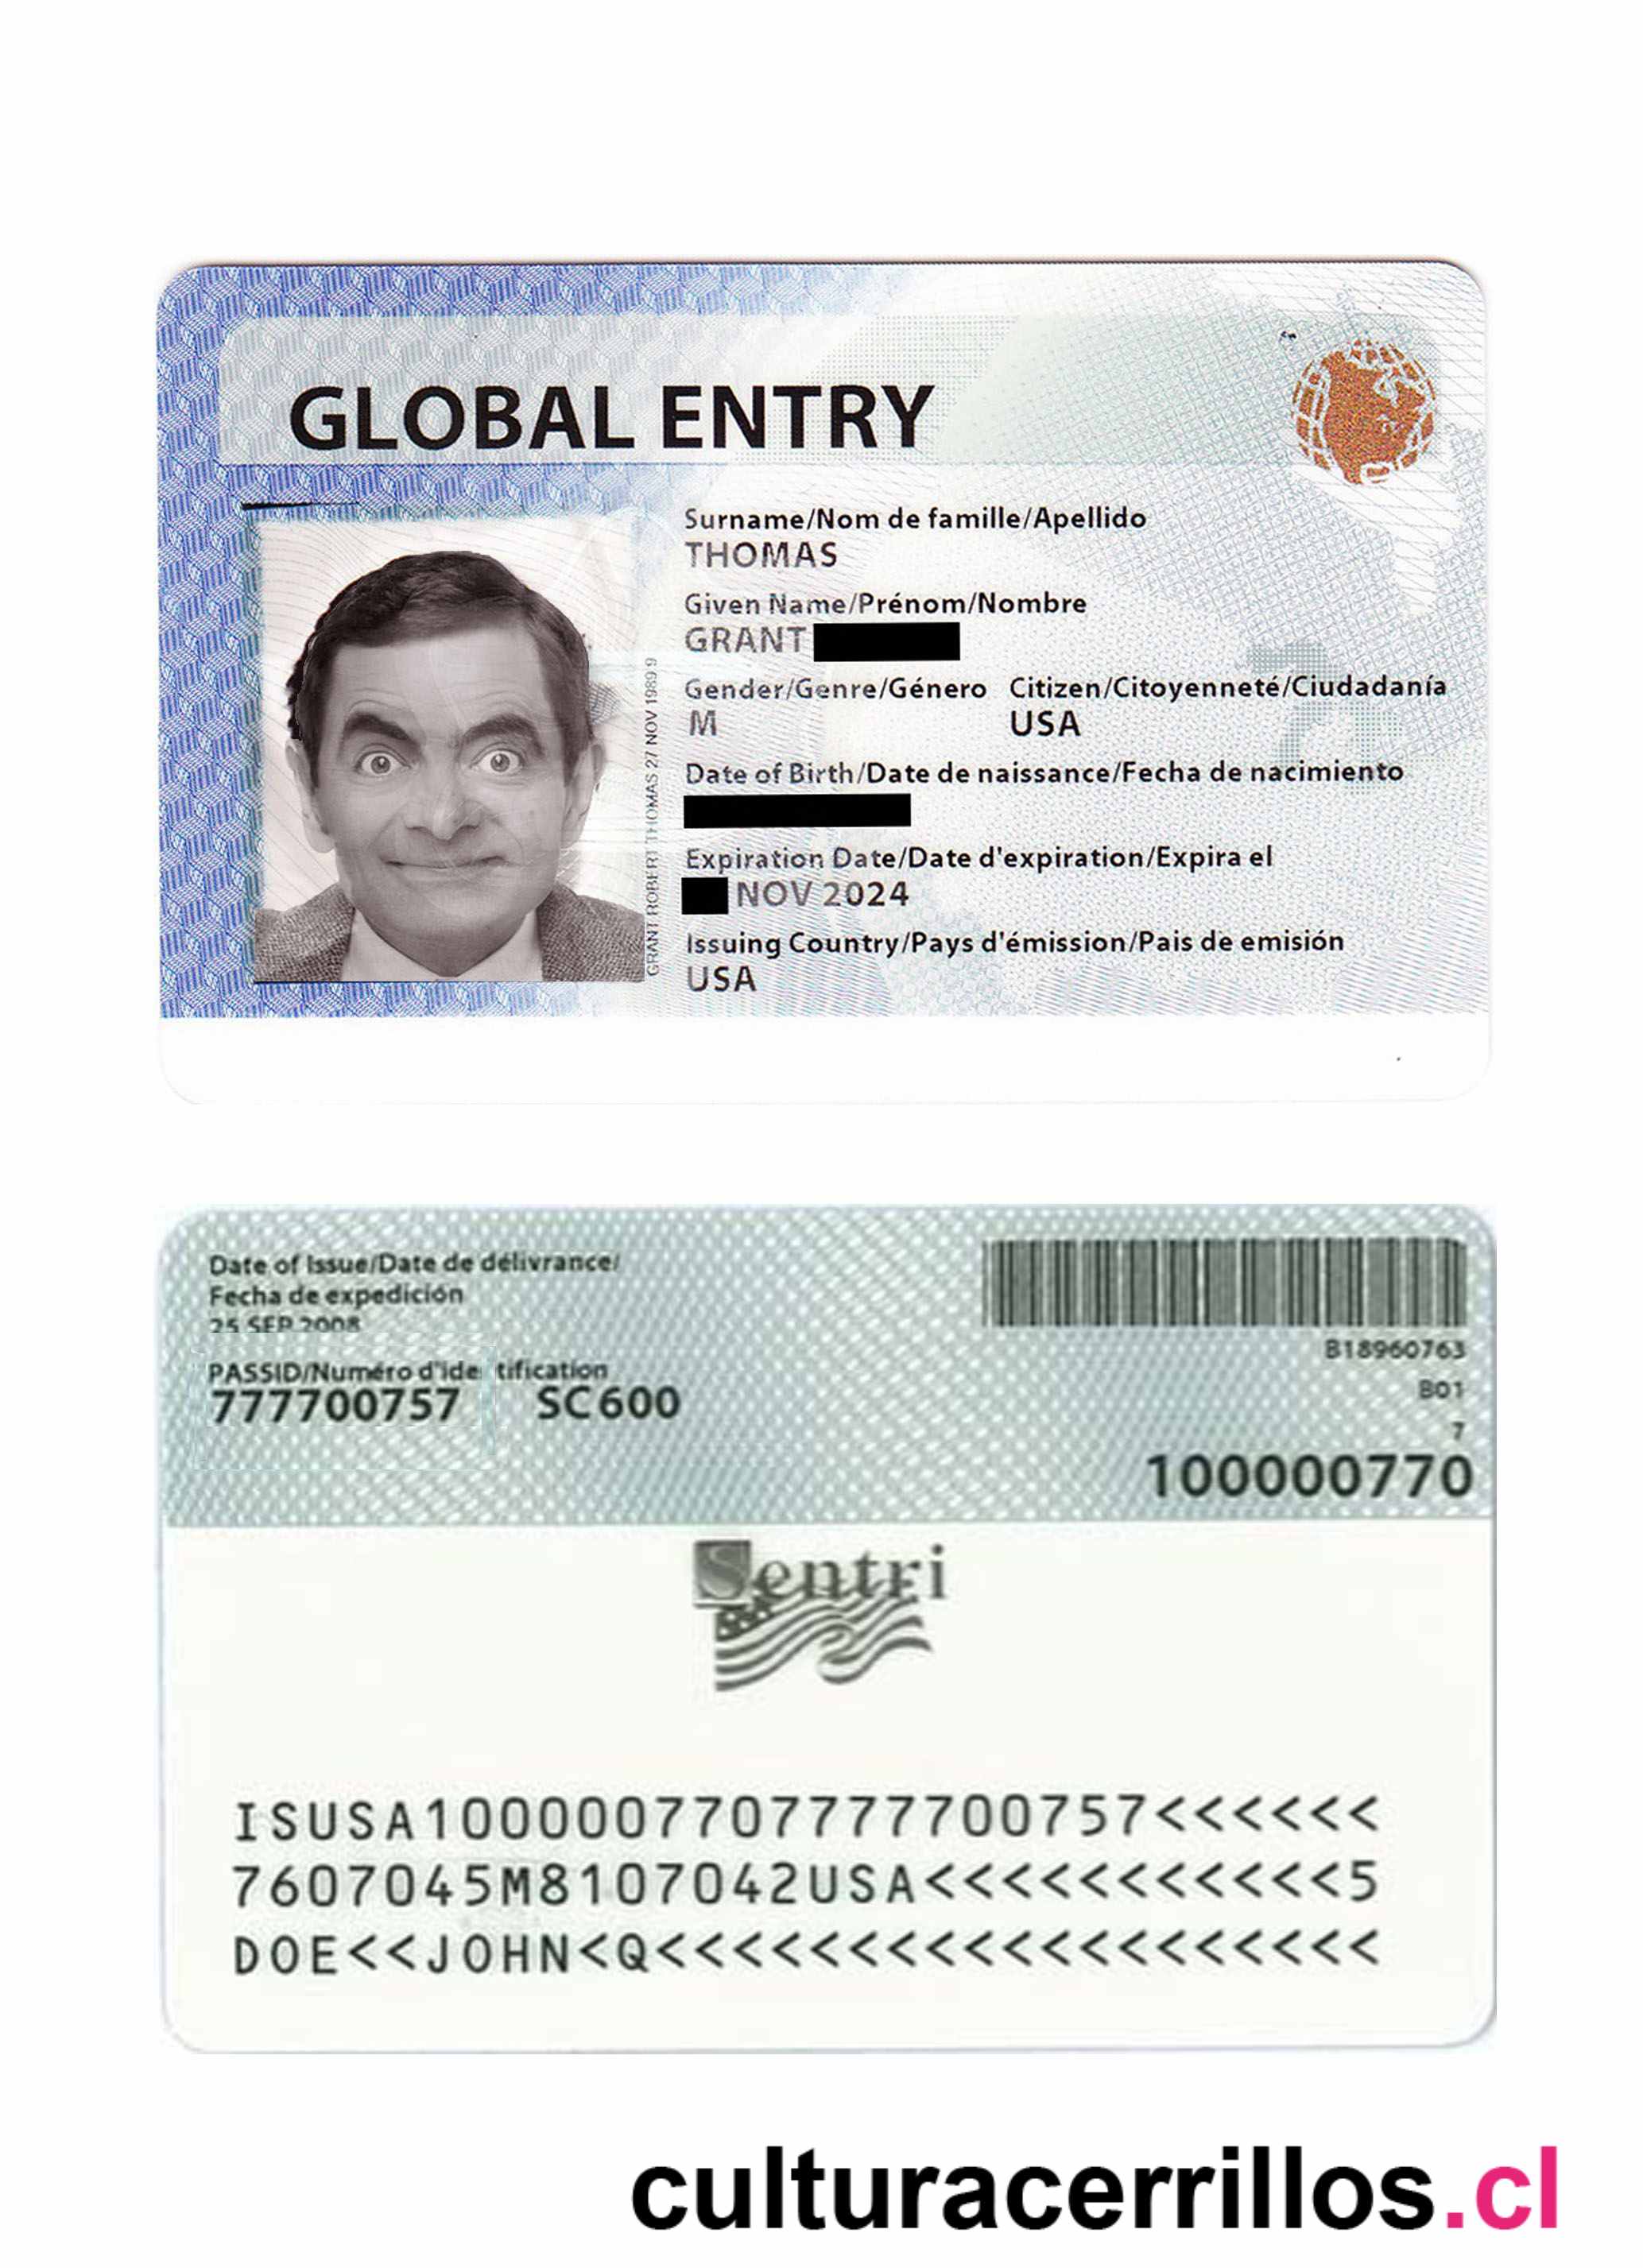 GLOBAL ENTRY
Surname/Nom de famille/Apellido
THOMAS
Given Name/Prénom/Nombre
GRANT
Gender/Genre/Género Citizen/Citoyenneté/Ciudadanía
M USA
Date of Birth/Date de naissance/Fecha de nacimiento
Expiration Date/Date d'expiration/Expira el
NOV 2024
Issuing Country/Pays d'émission/Pais de emisión
USA
GRANT ROBERT THOMAS 27 NOV 1989 9
Date of Issue/Date de délivrance/
Fecha de expedición
25 SEP 2008
PASSID/Numéro d'identification
777700757 SC600
B18960763
B01
7
100000770
Sentri
ISUSA1000007707777700757<<<<<<
7607045M8107042USA<<<<<<<<<<<5
DOE<<JOHN<Q<<<<<<<<<<<<<<<<<<<
culturacerrillos.cl